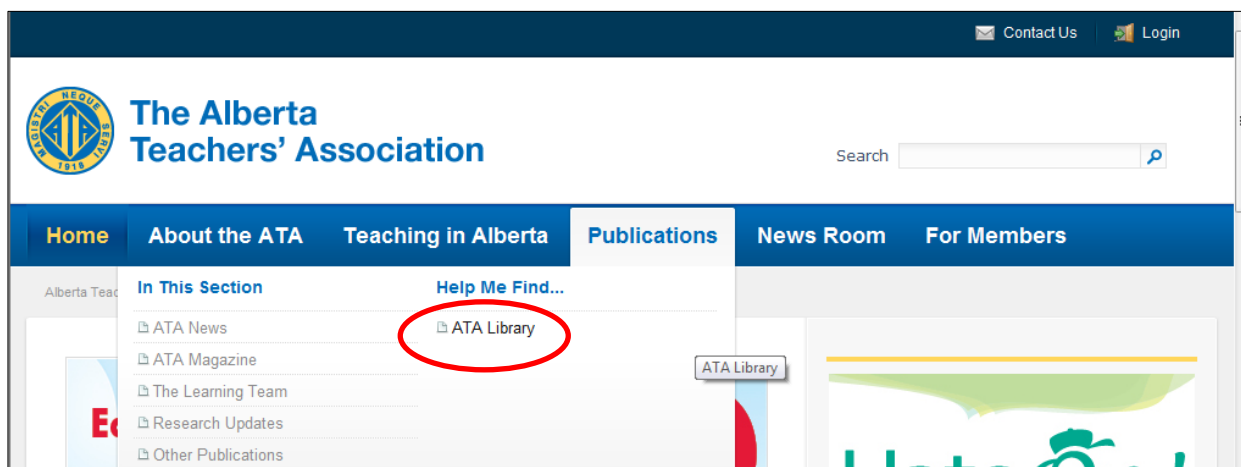 Contact Us
Login
MAGISTRI NEQUE SERVI
1918
The Alberta
Teachers' Association
Search
Home
About the ATA
Teaching in Alberta
Publications
News Room
For Members
Alberta Teac
In This Section
Help Me Find...
ATA News
ATA Library
ATA Magazine
ATA Library
The Learning Team
Research Updates
Other Publications